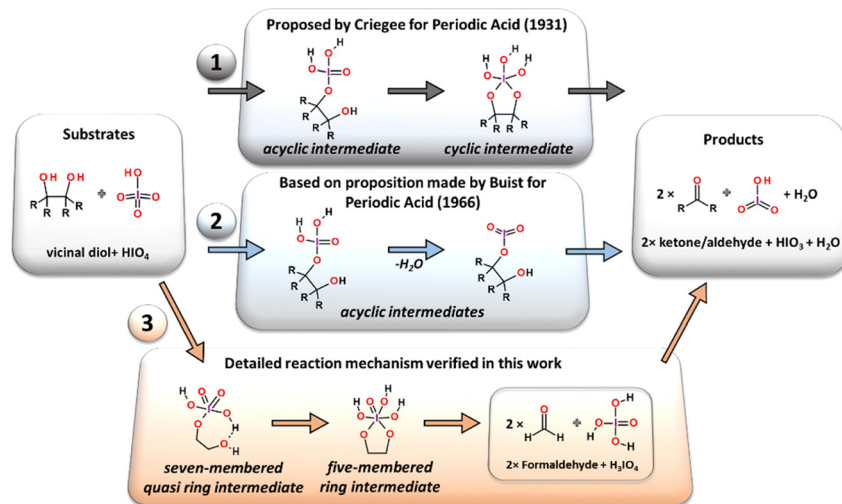 Proposed by Criegee for Periodic Acid (1931)
1
acyclic intermediate
cyclic intermediate
Substrates
vicinal diol+ HIO₄
Based on proposition made by Buist for
Periodic Acid (1966)
2
-H₂O
acyclic intermediates
Products
2 ×
+
+ H₂O
2× ketone/aldehyde + HIO₃ + H₂O
3
Detailed reaction mechanism verified in this work
seven-membered
quasi ring intermediate
five-membered
ring intermediate
2 ×
+
2× Formaldehyde + H₃IO₄